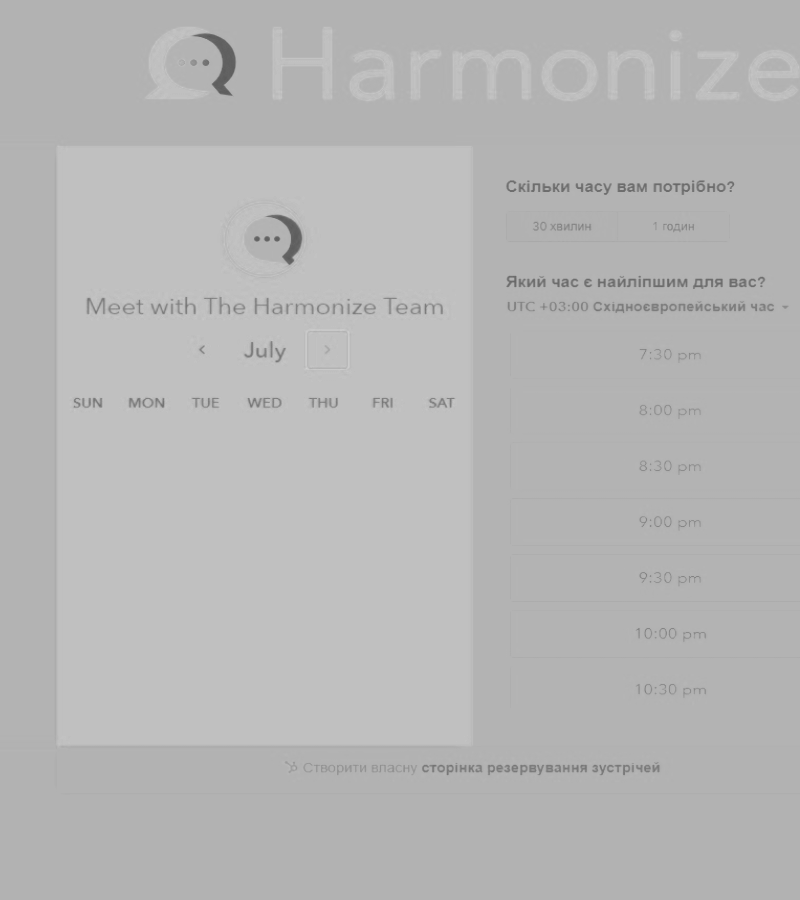 Harmonize
Meet with The Harmonize Team
July
SUN MON TUE WED THU FRI SAT
Скільки часу вам потрібно?
30 хвилин 1 годин
Який час є найліпшим для вас?
UTC +03:00 Східноєвропейський час
7:30 pm
8:00 pm
8:30 pm
9:00 pm
9:30 pm
10:00 pm
10:30 pm
Створити власну сторінка резервування зустрічей